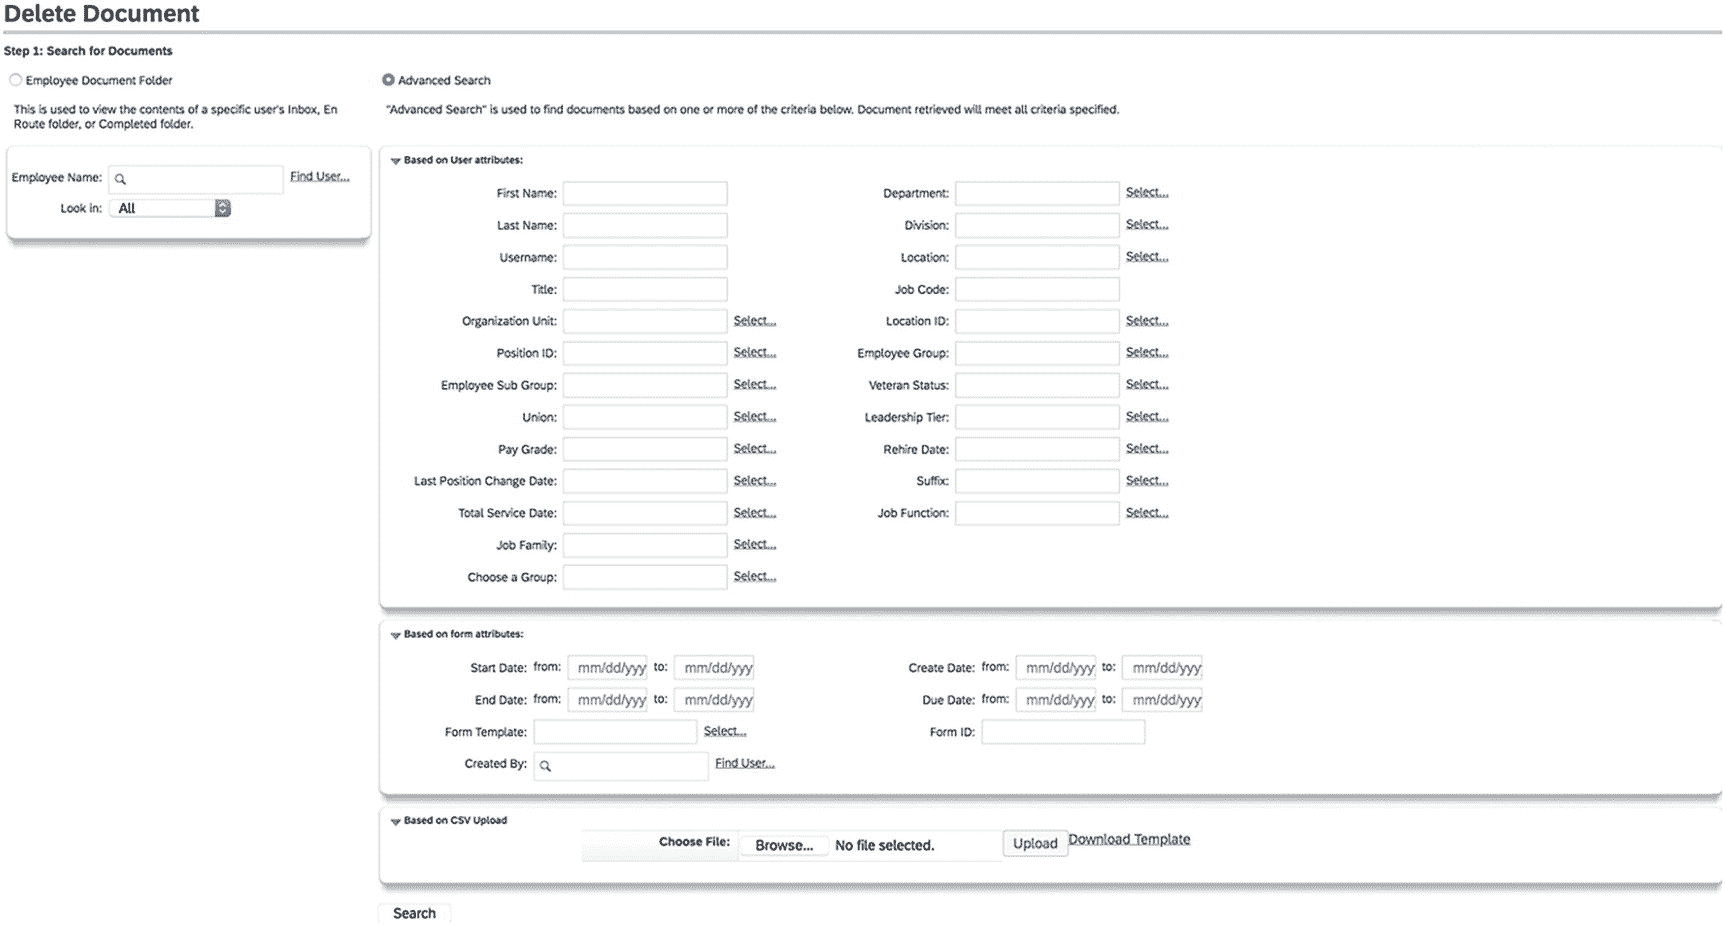 Delete Document
Step 1: Search for Documents
Employee Document Folder
This is used to view the contents of a specific user's Inbox, En
Route folder, or Completed folder.
Employee Name:
Find User...
Look in: All
Advanced Search
"Advanced Search" is used to find documents based on one or more of the criteria below. Document retrieved will meet all criteria specified.
Based on User attributes:
First Name: Department: Select...
Last Name: Division: Select...
Username: Location: Select...
Title: Job Code:
Organization Unit: Select... Location ID: Select...
Position ID: Select... Employee Group: Select...
Employee Sub Group: Select... Veteran Status: Select...
Union: Select... Leadership Tier: Select...
Pay Grade: Select... Rehire Date: Select...
Last Position Change Date: Select... Suffix: Select...
Total Service Date: Select... Job Function: Select...
Job Family: Select...
Choose a Group: Select...
Based on form attributes:
Start Date: from: mm/dd/yyy to: mm/dd/yyy Create Date: from: mm/dd/yyy to: mm/dd/yyy
End Date: from: mm/dd/yyy to: mm/dd/yyy Due Date: from: mm/dd/yyy to: mm/dd/yyy
Form Template: Select... Form ID:
Created By: Find User...
Based on CSV Upload
Choose File: Browse... No file selected. Upload Download Template
Search